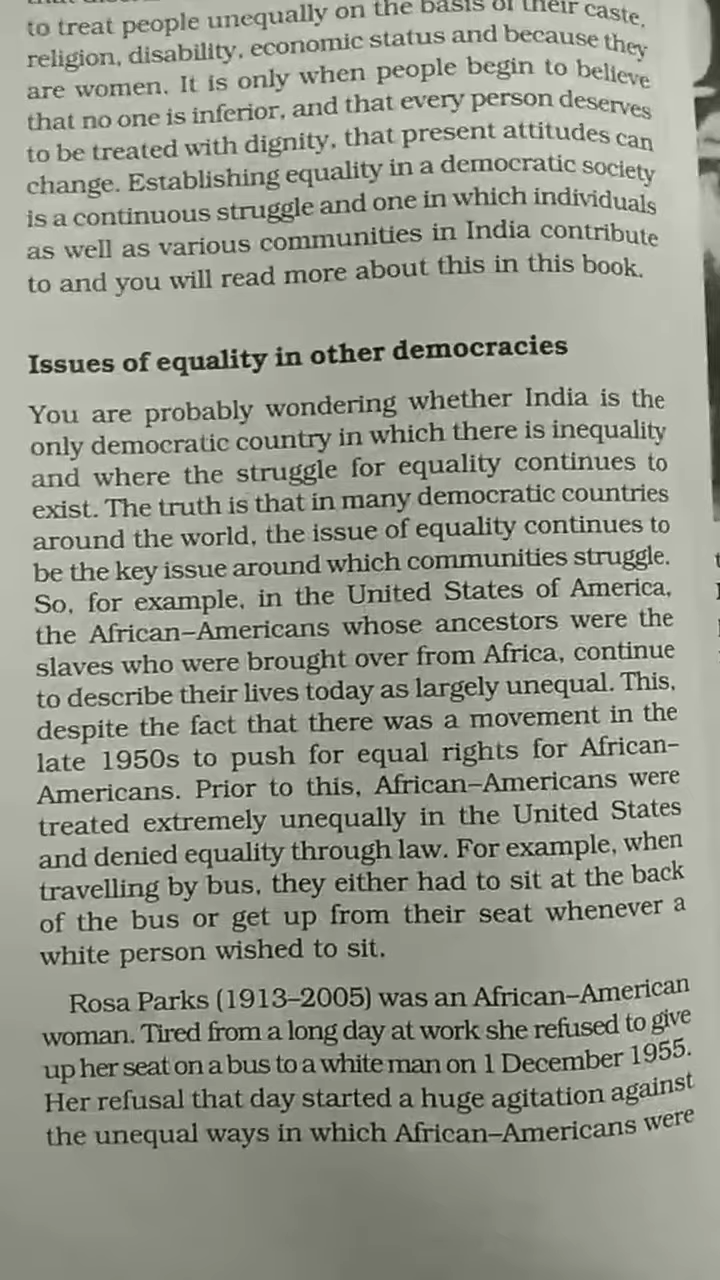 to treat people unequally on the basis of their caste,
religion, disability, economic status and because they
are women. It is only when people begin to believe
that no one is inferior, and that every person deserves
to be treated with dignity, that present attitudes can
change. Establishing equality in a democratic society
is a continuous struggle and one in which individuals
as well as various communities in India contribute
to and you will read more about this in this book.
Issues of equality in other democracies
You are probably wondering whether India is the
only democratic country in which there is inequality
and where the struggle for equality continues to
exist. The truth is that in many democratic countries
around the world, the issue of equality continues to
be the key issue around which communities struggle.
So, for example, in the United States of America,
the African–Americans whose ancestors were the
slaves who were brought over from Africa, continue
to describe their lives today as largely unequal. This,
despite the fact that there was a movement in the
late 1950s to push for equal rights for African–
Americans. Prior to this, African–Americans were
treated extremely unequally in the United States
and denied equality through law. For example, when
travelling by bus, they either had to sit at the back
of the bus or get up from their seat whenever a
white person wished to sit.
Rosa Parks (1913–2005) was an African–American
woman. Tired from a long day at work she refused to give
up her seat on a bus to a white man on 1 December 1955.
Her refusal that day started a huge agitation against
the unequal ways in which African–Americans were